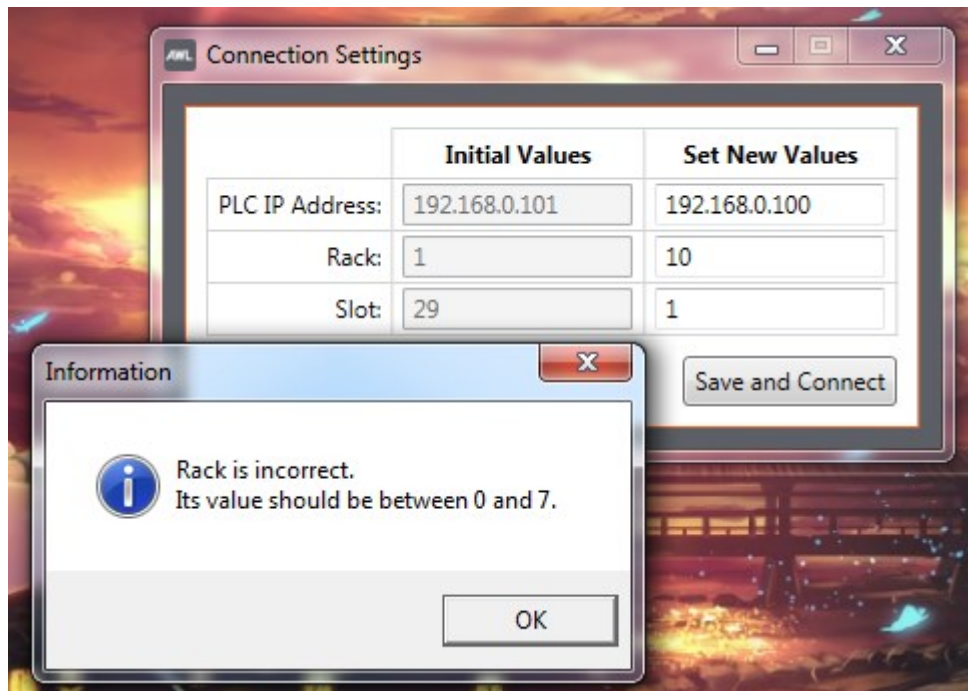 AWL Connection Settings
Initial Values Set New Values
PLC IP Address: 192.168.0.101 192.168.0.100
Rack: 1 10
Slot: 29 1
Save and Connect
Information
Rack is incorrect.
Its value should be between 0 and 7.
OK